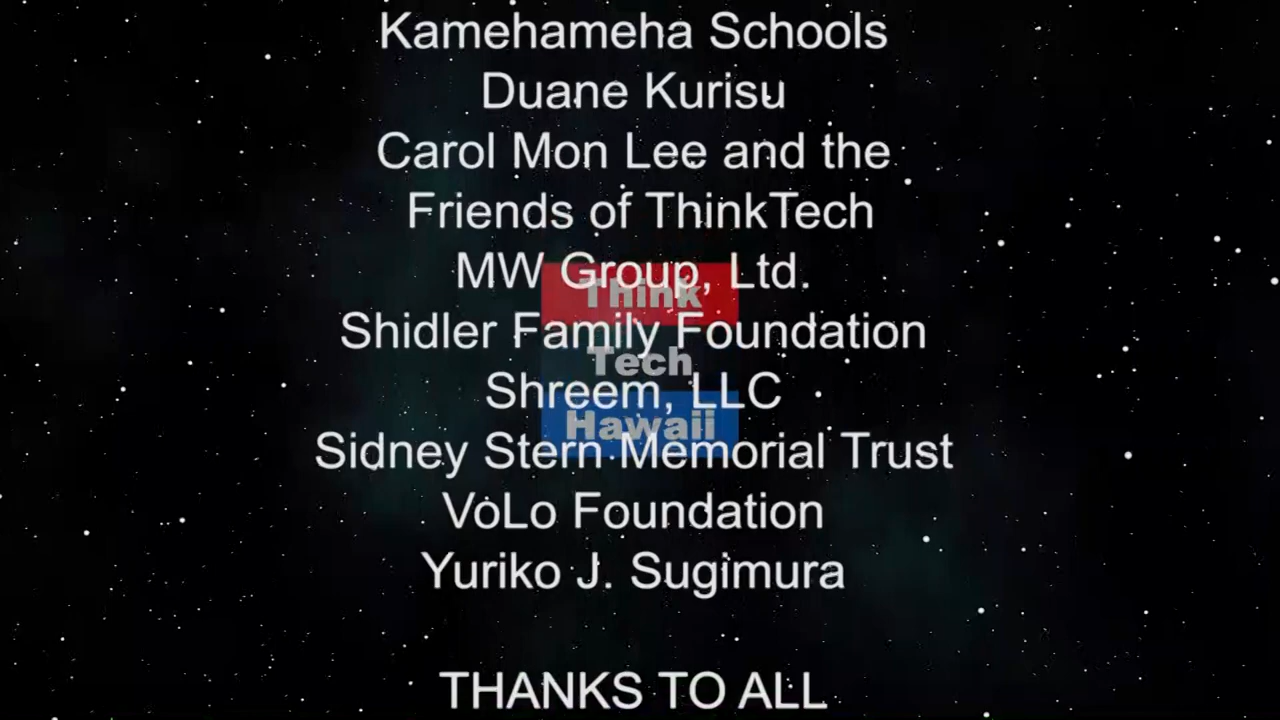 Kamehameha Schools
Duane Kurisu
Carol Mon Lee and the
Friends of ThinkTech
MW Group, Ltd.
Think
Shidler Family Foundation
Tech
Shreem, LLC
Hawaii
Sidney Stern Memorial Trust
VoLo Foundation
Yuriko J. Sugimura
THANKS TO ALL